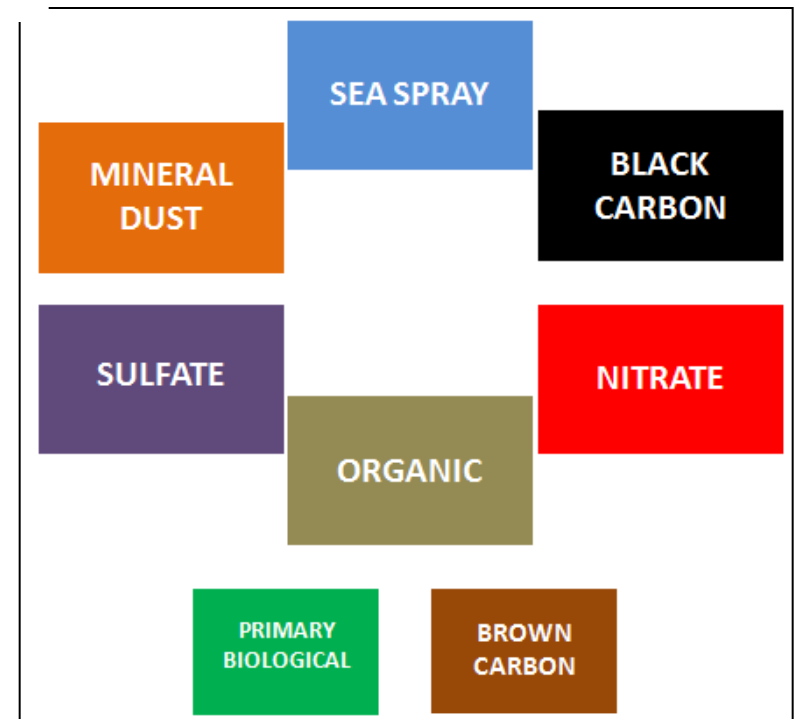 SEA SPRAY
MINERAL
DUST
BLACK
CARBON
SULFATE
NITRATE
ORGANIC
PRIMARY
BIOLOGICAL
BROWN
CARBON